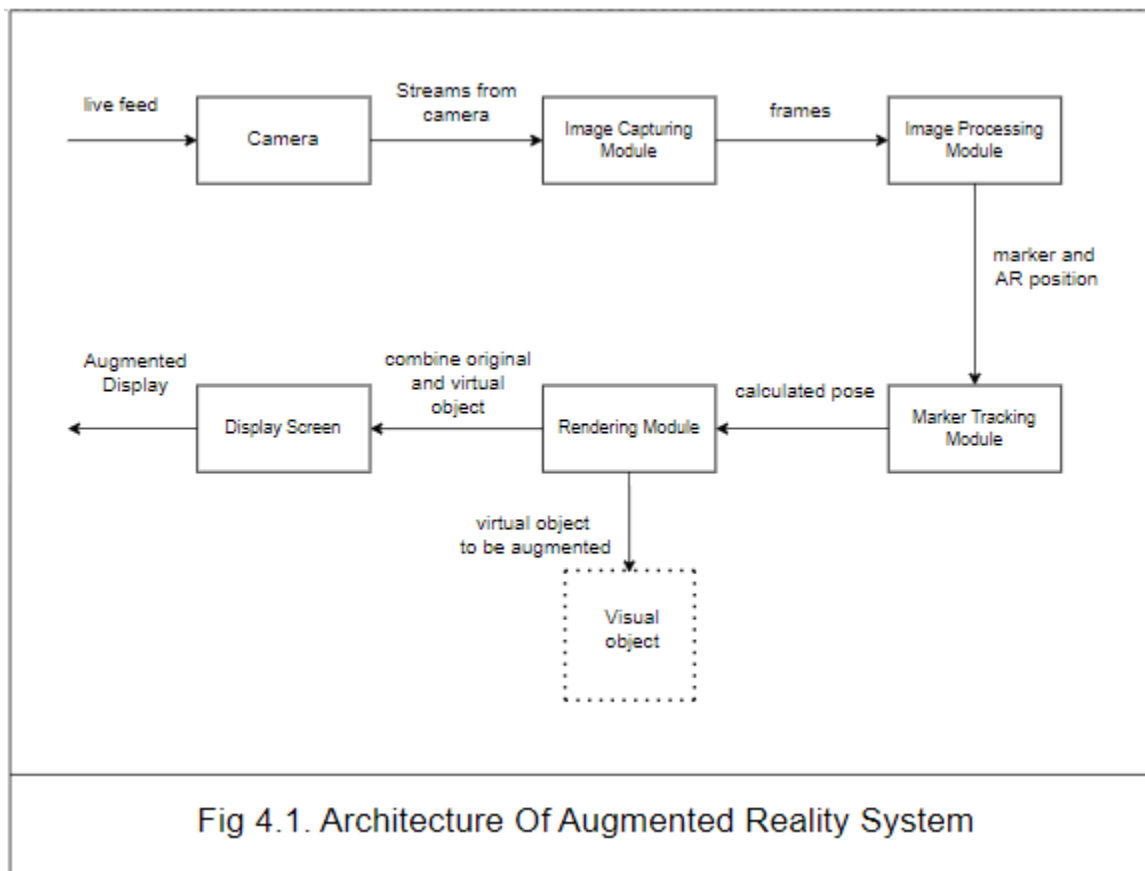 live feed
Camera
Streams from
camera
Image Capturing
Module
frames
Image Processing
Module
marker and
AR position
Marker Tracking
Module
calculated pose
Rendering Module
combine original
and virtual
object
Display Screen
Augmented
Display
virtual object
to be augmented
Visual
object
Fig 4.1. Architecture Of Augmented Reality System